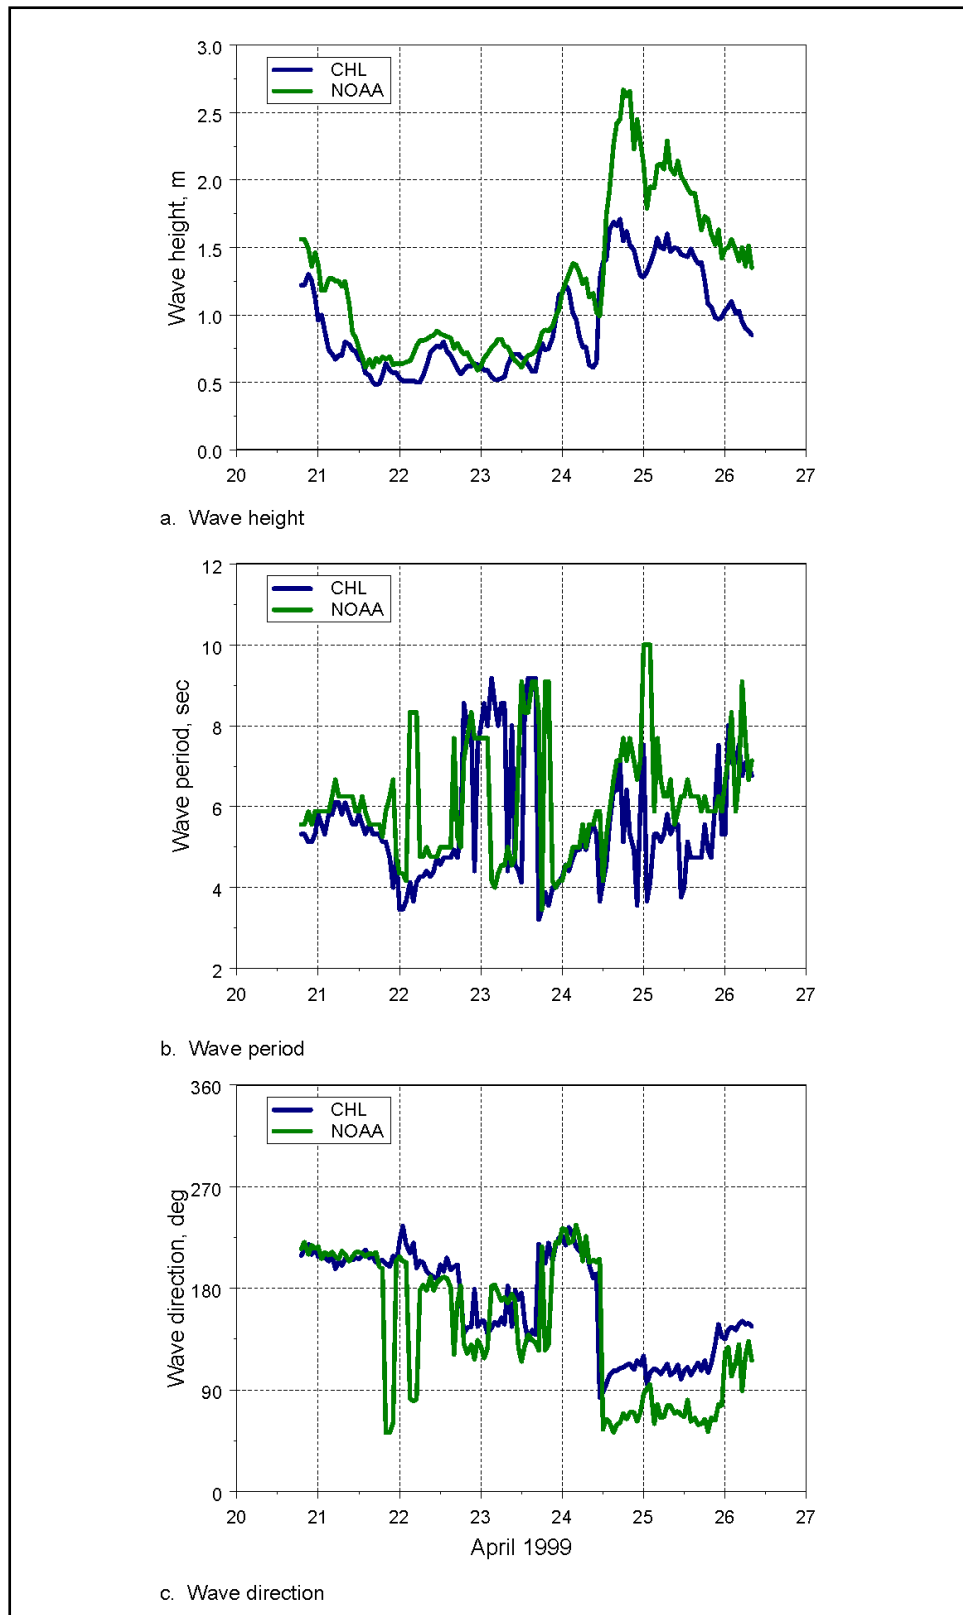 3.0
2.5
2.0
1.5
1.0
0.5
0.0
Wave height, m
CHL
NOAA
20 21 22 23 24 25 26 27
a. Wave height
12
10
8
6
4
2
Wave period, sec
CHL
NOAA
20 21 22 23 24 25 26 27
b. Wave period
360
270
180
90
0
Wave direction, deg
CHL
NOAA
20 21 22 23 24 25 26 27
April 1999
c. Wave direction